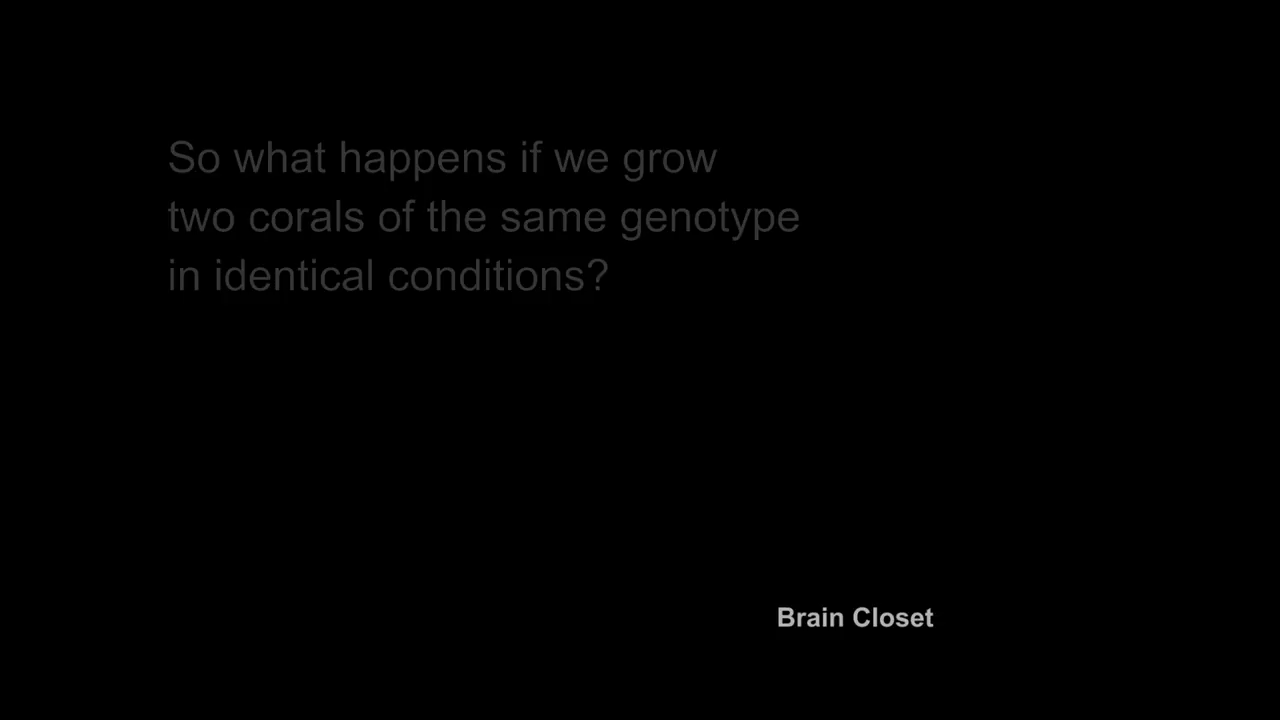 So what happens if we grow
two corals of the same genotype
in identical conditions?
Brain Closet